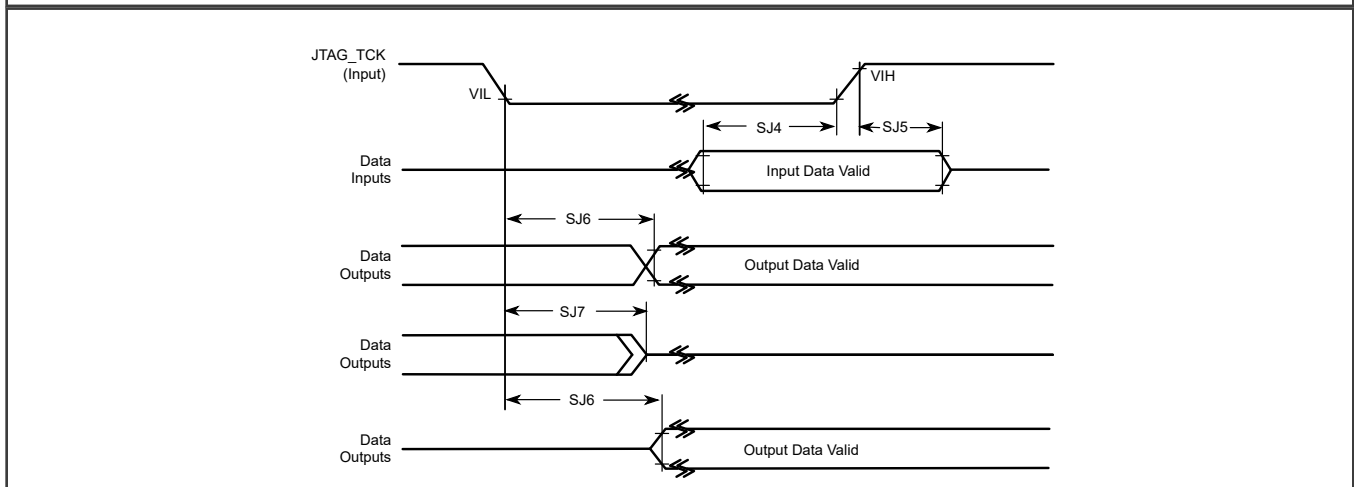 JTAG_TCK
(Input)
VIL
VIH
SJ4
SJ5
Data
Inputs
Input Data Valid
SJ6
Data
Outputs
Output Data Valid
SJ7
Data
Outputs
SJ6
Data
Outputs
Output Data Valid